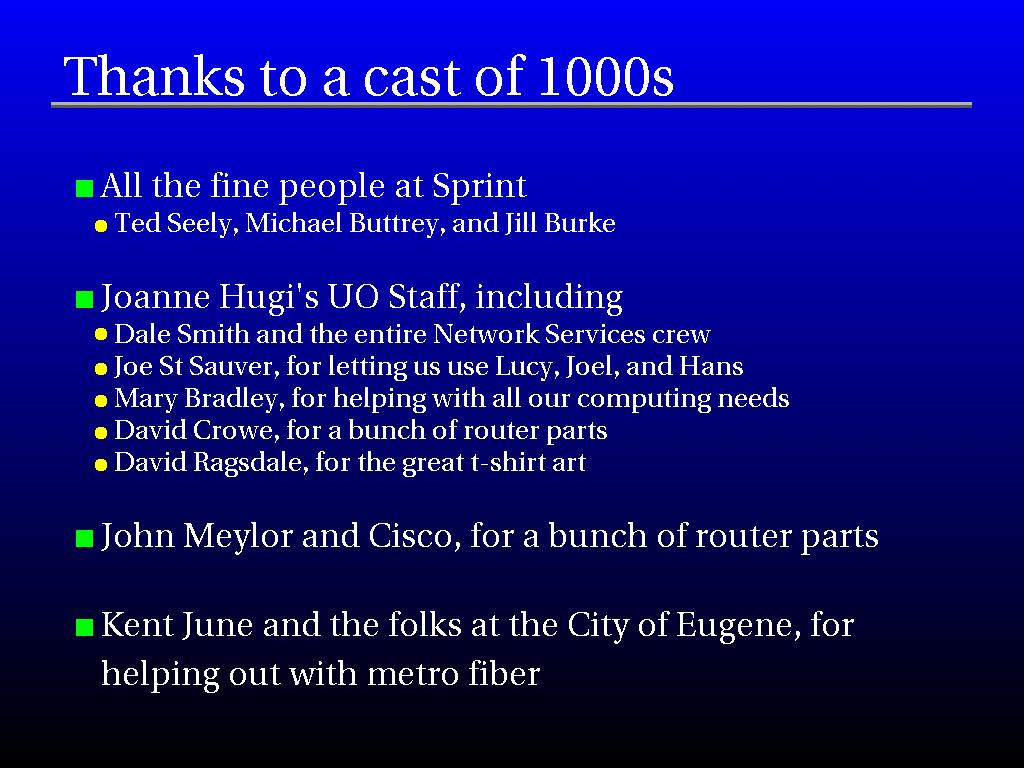 Thanks to a cast of 1000s
All the fine people at Sprint
Ted Seely, Michael Buttrey, and Jill Burke
Joanne Hugi's UO Staff, including
Dale Smith and the entire Network Services crew
Joe St Sauver, for letting us use Lucy, Joel, and Hans
Mary Bradley, for helping with all our computing needs
David Crowe, for a bunch of router parts
David Ragsdale, for the great t-shirt art
John Meylor and Cisco, for a bunch of router parts
Kent June and the folks at the City of Eugene, for
helping out with metro fiber